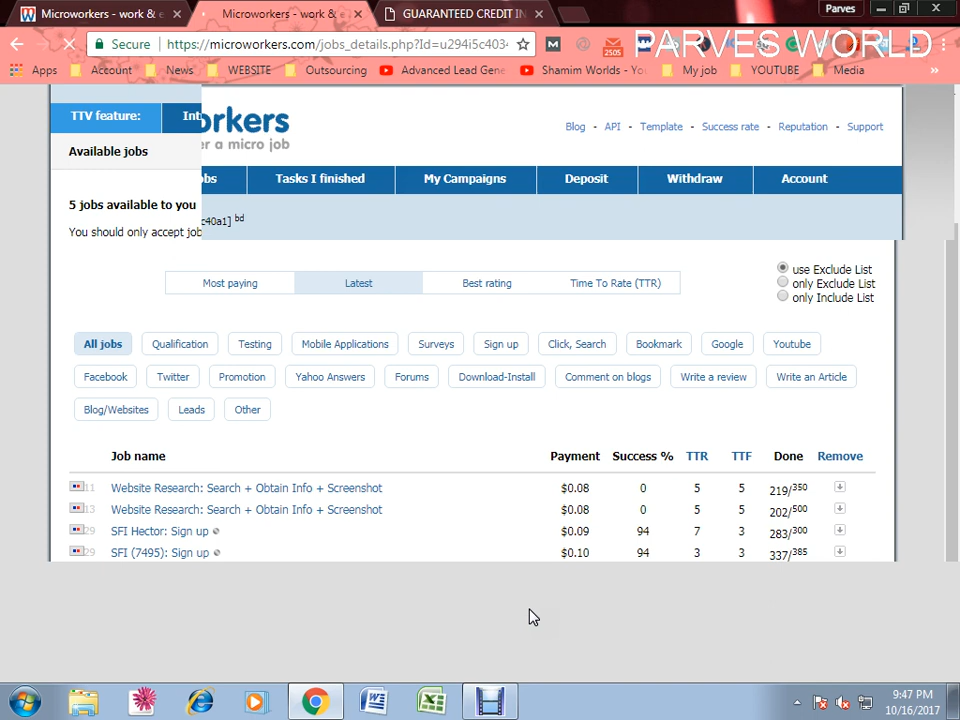 Microworkers - work & e
Microworkers - work & e
GUARANTEED CREDIT IN
Parves
Secure
https://microworkers.com/jobs_details.php?Id=u294i5c403
PARVES WORLD
2505
Apps
Account
News
WEBSITE
Outsourcing
Advanced Lead Gene
Shamim Worlds - Yo
My job
YOUTUBE
Media
TTV feature:
Int
orkers
er a micro job
Blog - API - Template - Success rate - Reputation - Support
Available jobs
obs
Tasks I finished
My Campaigns
Deposit
Withdraw
Account
5 jobs available to you
c40a1] bd
You should only accept job
use Exclude List
only Exclude List
only Include List
Most paying
Latest
Best rating
Time To Rate (TTR)
All jobs
Qualification
Testing
Mobile Applications
Surveys
Sign up
Click, Search
Bookmark
Google
Youtube
Facebook
Twitter
Promotion
Yahoo Answers
Forums
Download-Install
Comment on blogs
Write a review
Write an Article
Blog/Websites
Leads
Other
Job name Payment Success % TTR TTF Done Remove
11 Website Research: Search + Obtain Info + Screenshot $0.08 0 5 5 219/350
13 Website Research: Search + Obtain Info + Screenshot $0.08 0 5 5 202/500
29 SFI Hector: Sign up $0.09 94 7 3 283/300
29 SFI (7495): Sign up $0.10 94 3 3 337/385
9:47 PM
10/16/2017